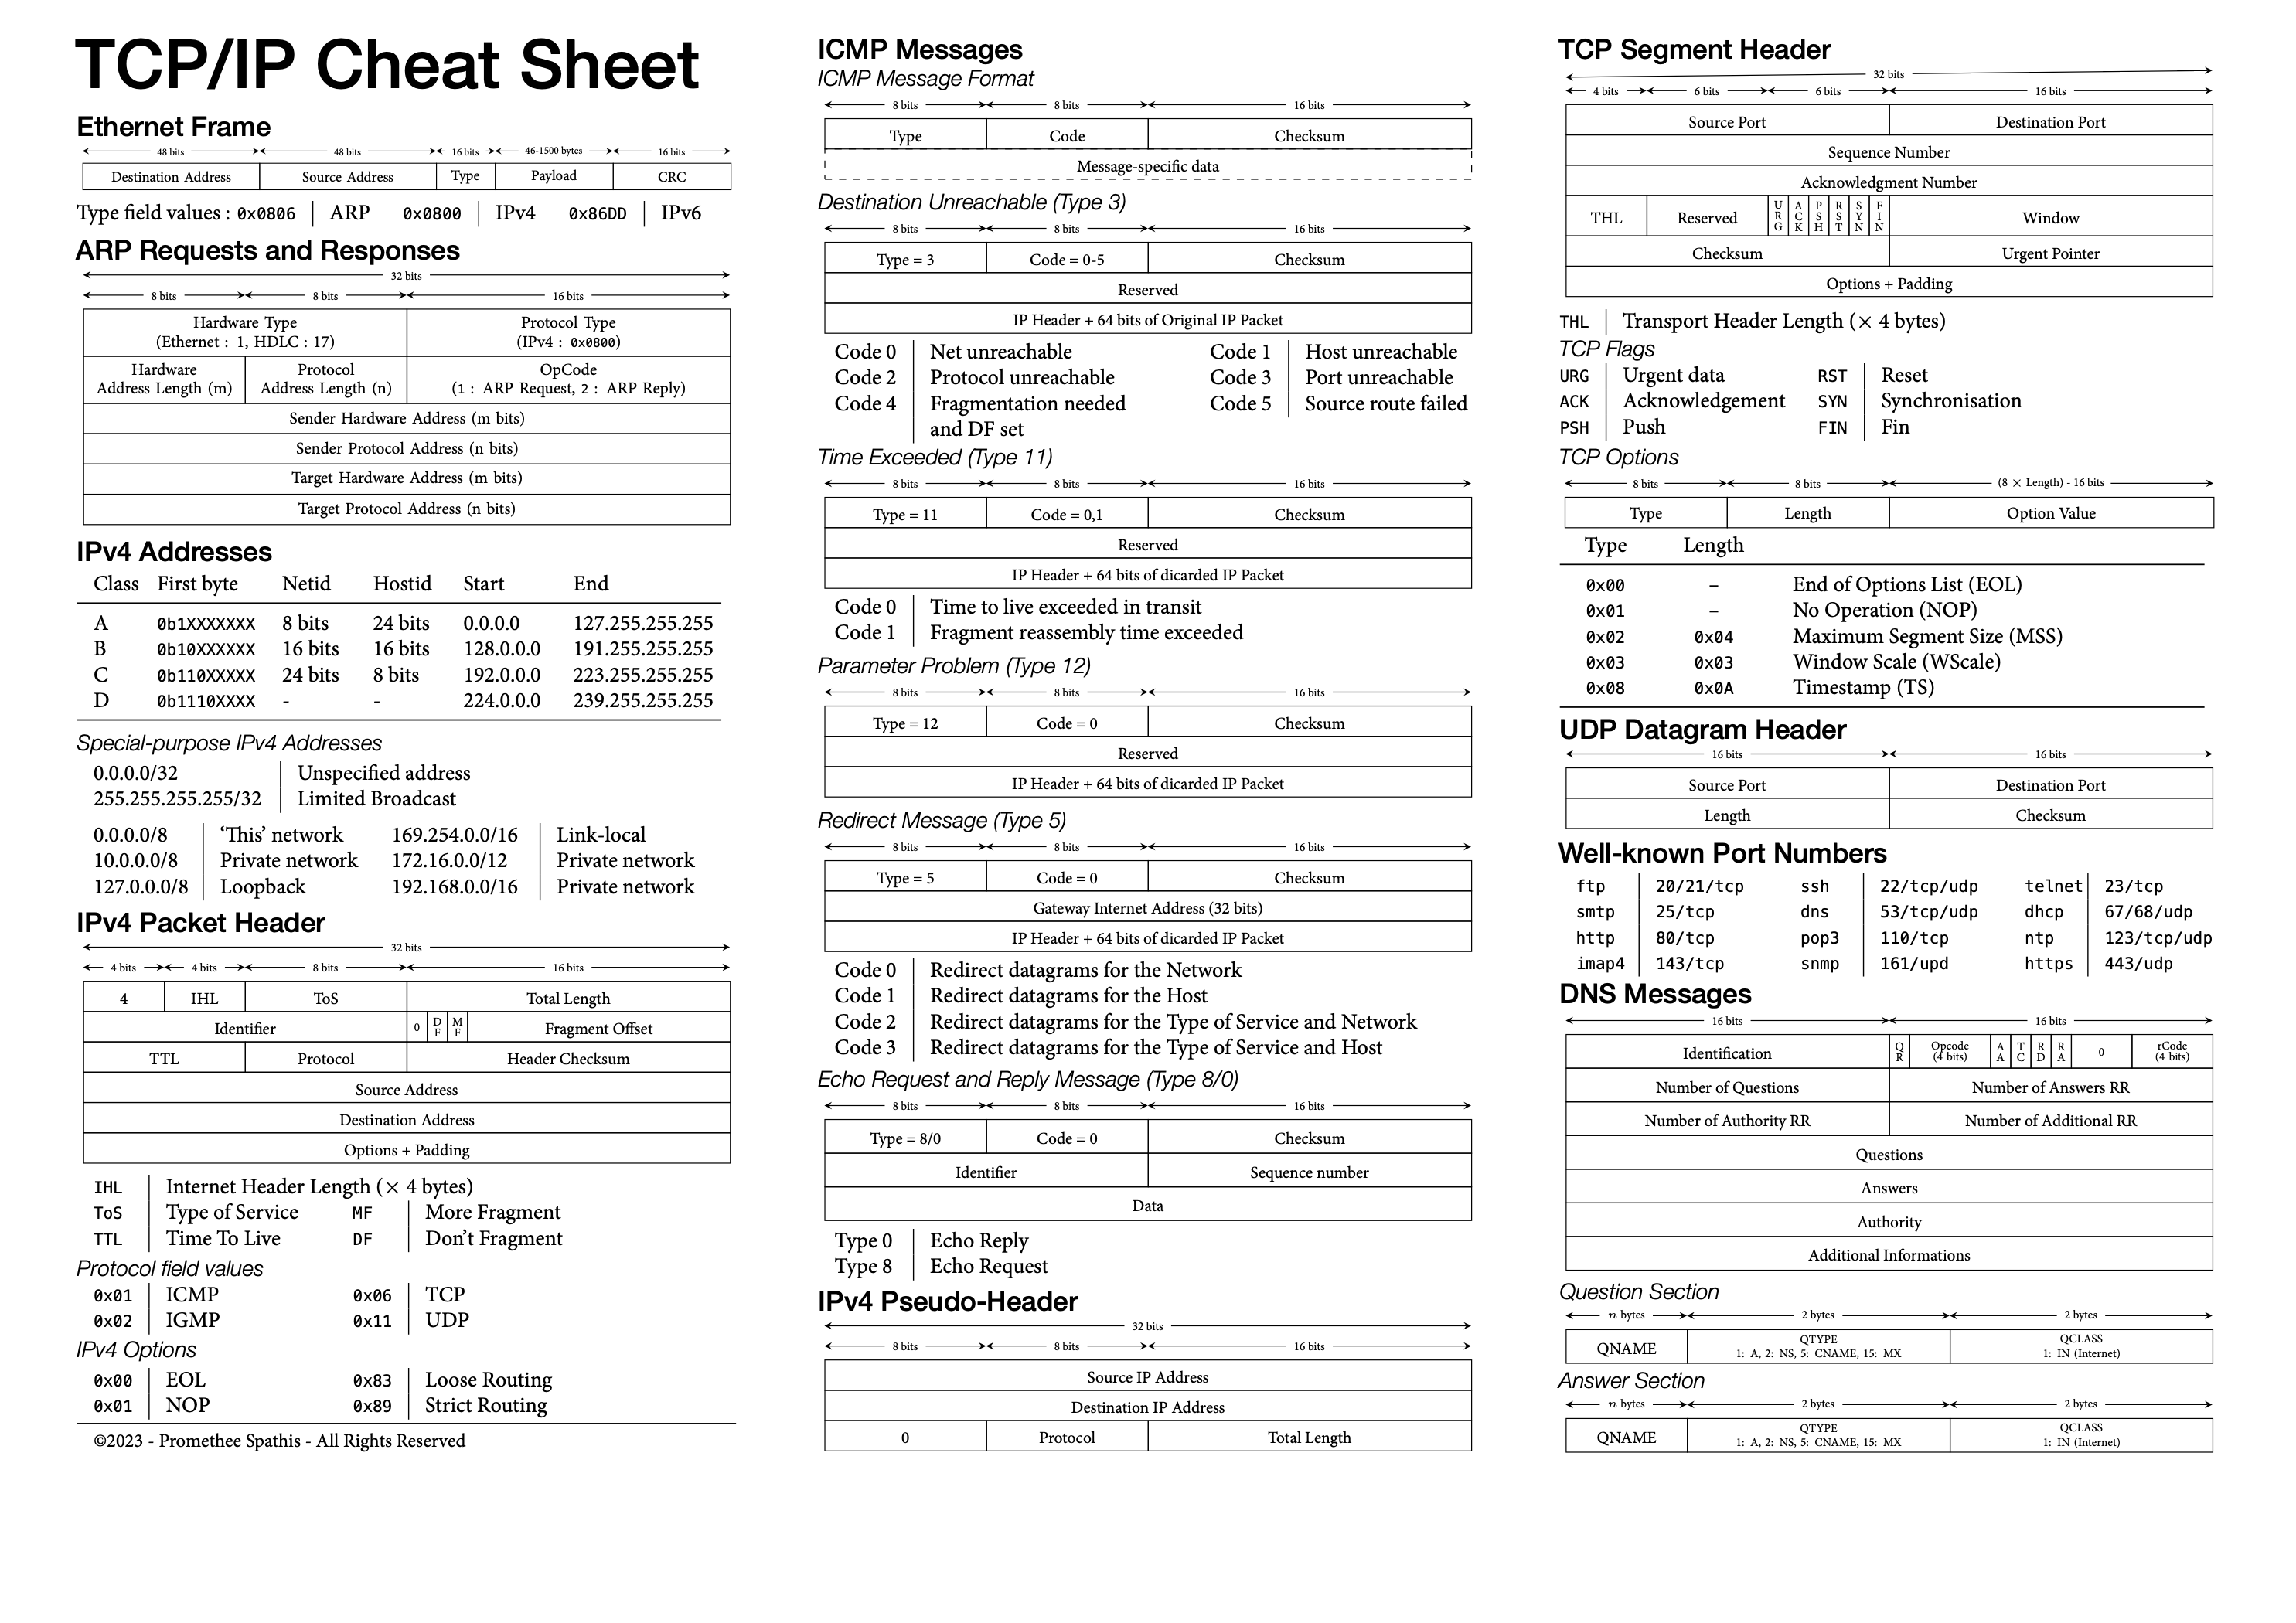 TCP/IP Cheat Sheet
Ethernet Frame
48 bits 48 bits 16 bits 46-1500 bytes 16 bits
Destination Address Source Address Type Payload CRC
Type field values : 0x0806 ARP 0x0800 IPv4 0x86DD IPv6
ARP Requests and Responses
32 bits
8 bits 8 bits 16 bits
Hardware Type Protocol Type
(Ethernet : 1, HDLC : 17) (IPv4 : 0x0800)
Hardware Protocol OpCode
Address Length (m) Address Length (n) (1 : ARP Request, 2 : ARP Reply)
Sender Hardware Address (m bits)
Sender Protocol Address (n bits)
Target Hardware Address (m bits)
Target Protocol Address (n bits)
IPv4 Addresses
Class First byte Netid Hostid Start End
A 0b1XXXXXXX 8 bits 24 bits 0.0.0.0 127.255.255.255
B 0b10XXXXXX 16 bits 16 bits 128.0.0.0 191.255.255.255
C 0b110XXXXX 24 bits 8 bits 192.0.0.0 223.255.255.255
D 0b1110XXXX - - 224.0.0.0 239.255.255.255
Special-purpose IPv4 Addresses
0.0.0.0/32 Unspecified address
255.255.255.255/32 Limited Broadcast
0.0.0.0/8 ‘This’ network 169.254.0.0/16 Link-local
10.0.0.0/8 Private network 172.16.0.0/12 Private network
127.0.0.0/8 Loopback 192.168.0.0/16 Private network
IPv4 Packet Header
32 bits
4 bits 4 bits 8 bits 16 bits
4 IHL ToS Total Length
Identifier 0 DF MF Fragment Offset
TTL Protocol Header Checksum
Source Address
Destination Address
Options + Padding
IHL Internet Header Length (× 4 bytes)
ToS Type of Service MF More Fragment
TTL Time To Live DF Don’t Fragment
Protocol field values
0x01 ICMP 0x06 TCP
0x02 IGMP 0x11 UDP
IPv4 Options
0x00 EOL 0x83 Loose Routing
0x01 NOP 0x89 Strict Routing
©2023 - Promethee Spathis - All Rights Reserved
ICMP Messages
ICMP Message Format
8 bits 8 bits 16 bits
Type Code Checksum
Message-specific data
Destination Unreachable (Type 3)
8 bits 8 bits 16 bits
Type = 3 Code = 0-5 Checksum
Reserved
IP Header + 64 bits of Original IP Packet
Code 0 Net unreachable Code 1 Host unreachable
Code 2 Protocol unreachable Code 3 Port unreachable
Code 4 Fragmentation needed Code 5 Source route failed
and DF set
Time Exceeded (Type 11)
8 bits 8 bits 16 bits
Type = 11 Code = 0,1 Checksum
Reserved
IP Header + 64 bits of dicarded IP Packet
Code 0 Time to live exceeded in transit
Code 1 Fragment reassembly time exceeded
Parameter Problem (Type 12)
8 bits 8 bits 16 bits
Type = 12 Code = 0 Checksum
Reserved
IP Header + 64 bits of dicarded IP Packet
Redirect Message (Type 5)
8 bits 8 bits 16 bits
Type = 5 Code = 0 Checksum
Gateway Internet Address (32 bits)
IP Header + 64 bits of dicarded IP Packet
Code 0 Redirect datagrams for the Network
Code 1 Redirect datagrams for the Host
Code 2 Redirect datagrams for the Type of Service and Network
Code 3 Redirect datagrams for the Type of Service and Host
Echo Request and Reply Message (Type 8/0)
8 bits 8 bits 16 bits
Type = 8/0 Code = 0 Checksum
Identifier Sequence number
Data
Type 0 Echo Reply
Type 8 Echo Request
IPv4 Pseudo-Header
32 bits
8 bits 8 bits 16 bits
Source IP Address
Destination IP Address
0 Protocol Total Length
TCP Segment Header
32 bits
4 bits 6 bits 6 bits 16 bits
Source Port Destination Port
Sequence Number
Acknowledgment Number
THL Reserved URG ACK PSH RST SYN FIN Window
Checksum Urgent Pointer
Options + Padding
THL Transport Header Length (× 4 bytes)
TCP Flags
URG Urgent data RST Reset
ACK Acknowledgement SYN Synchronisation
PSH Push FIN Fin
TCP Options
8 bits 8 bits (8 × Length) - 16 bits
Type Length Option Value
Type Length
0x00 – End of Options List (EOL)
0x01 – No Operation (NOP)
0x02 0x04 Maximum Segment Size (MSS)
0x03 0x03 Window Scale (WScale)
0x08 0x0A Timestamp (TS)
UDP Datagram Header
16 bits 16 bits
Source Port Destination Port
Length Checksum
Well-known Port Numbers
ftp 20/21/tcp ssh 22/tcp/udp telnet 23/tcp
smtp 25/tcp dns 53/tcp/udp dhcp 67/68/udp
http 80/tcp pop3 110/tcp ntp 123/tcp/udp
imap4 143/tcp snmp 161/upd https 443/udp
DNS Messages
16 bits 16 bits
Identification QR Opcode (4 bits) AA TC RD RA 0 rCode (4 bits)
Number of Questions Number of Answers RR
Number of Authority RR Number of Additional RR
Questions
Answers
Authority
Additional Informations
Question Section
n bytes 2 bytes 2 bytes
QNAME QTYPE QCLASS
1: A, 2: NS, 5: CNAME, 15: MX 1: IN (Internet)
Answer Section
n bytes 2 bytes 2 bytes
QNAME QTYPE QCLASS
1: A, 2: NS, 5: CNAME, 15: MX 1: IN (Internet)